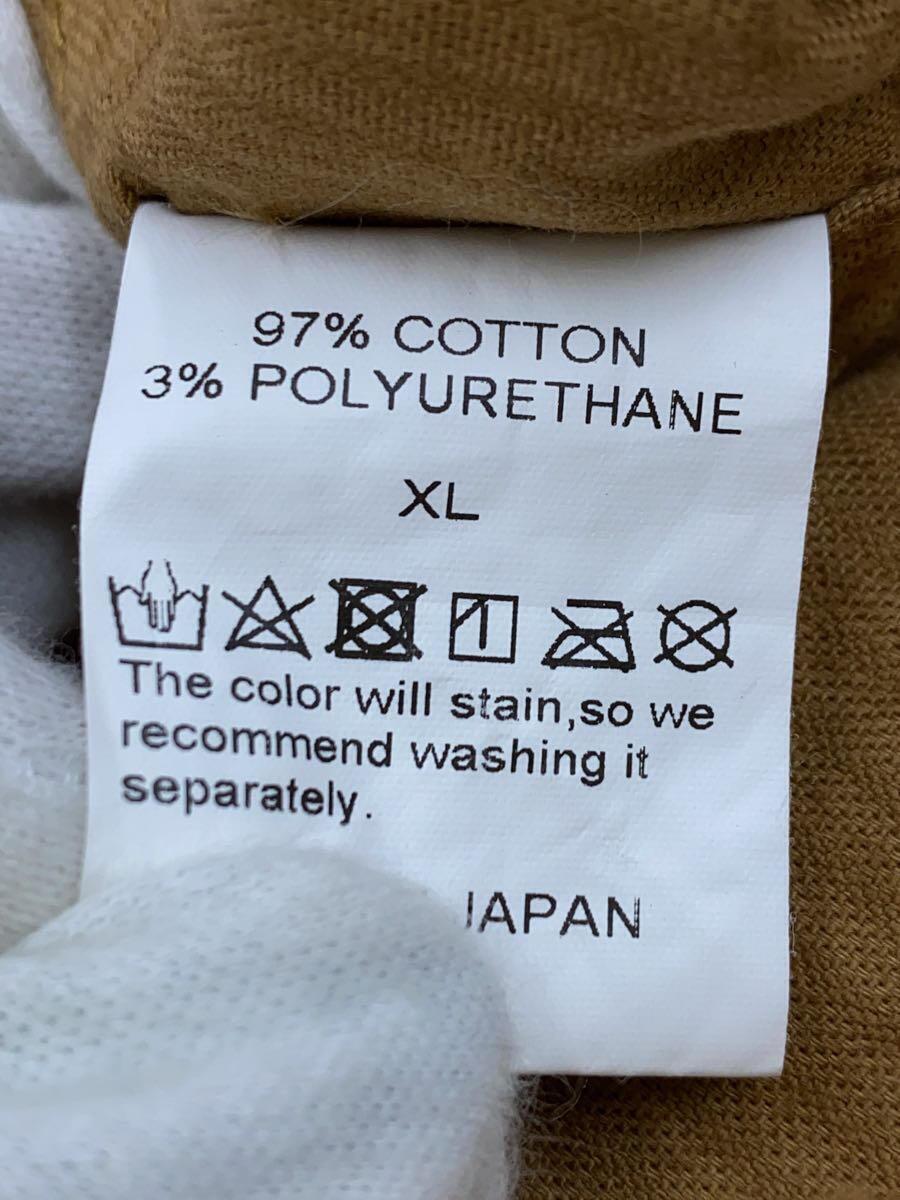 97% COTTON
3% POLYURETHANE
XL
The color will stain,so we
recommend washing it
separately.
JAPAN